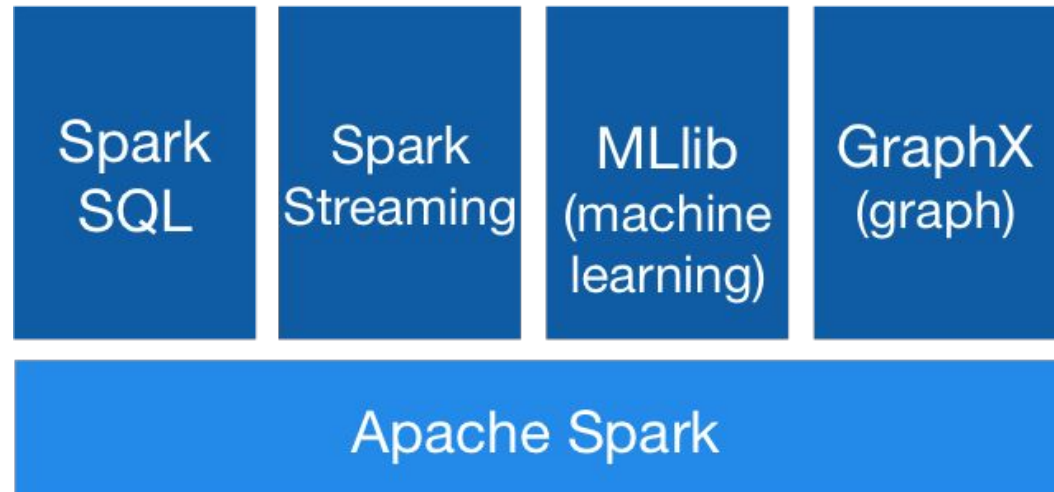 Spark
SQL
Spark
Streaming
MLlib
(machine
learning)
GraphX
(graph)
Apache Spark